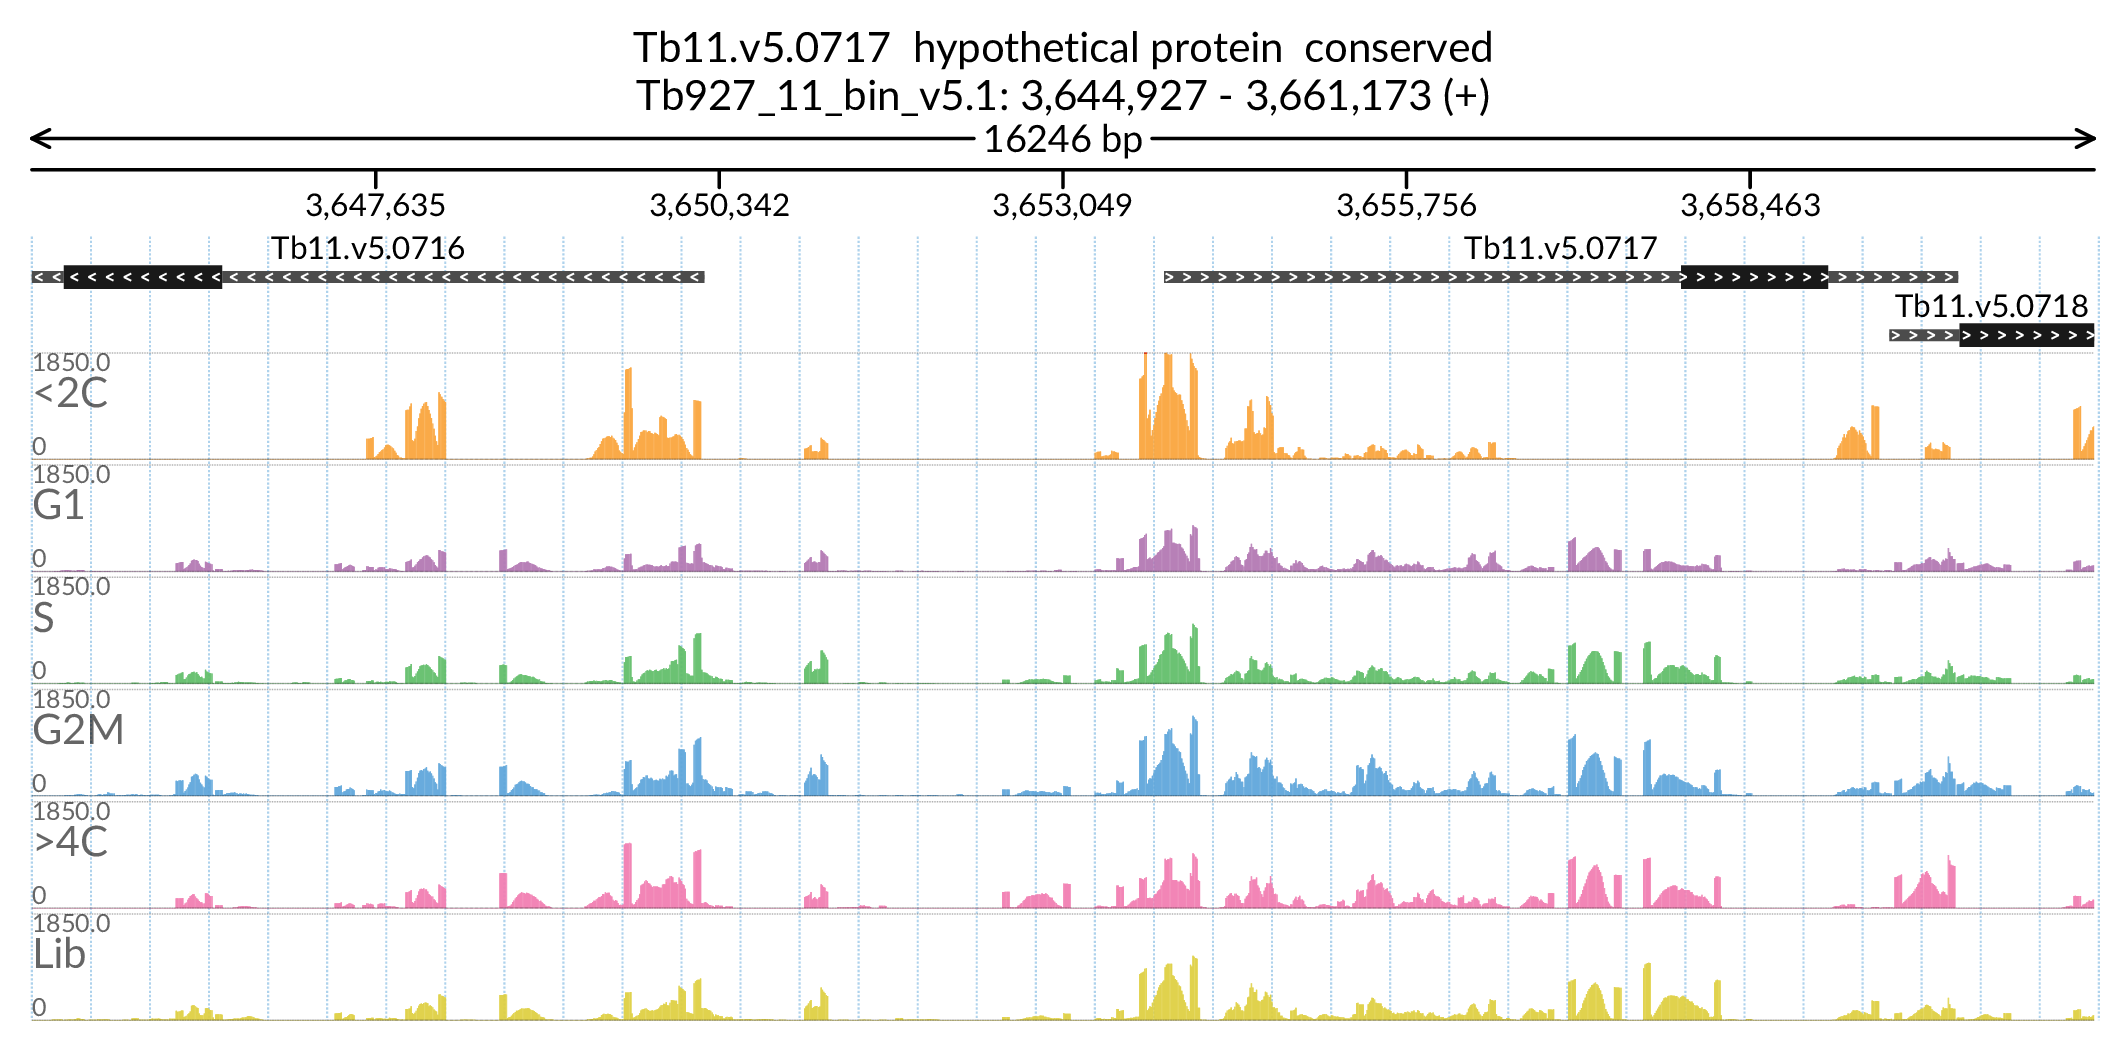 Tb11.v5.0717 hypothetical protein conserved
Tb927_11_bin_v5.1: 3,644,927 - 3,661,173 (+)
16246 bp
3,647,635 3,650,342 3,653,049 3,655,756 3,658,463
Tb11.v5.0716 Tb11.v5.0717
Tb11.v5.0718
1850.0
<2C
0
1850.0
G1
0
1850.0
S
0
1850.0
G2M
0
1850.0
>4C
0
1850.0
Lib
0